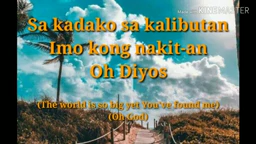 Sa kadako sa kalibutan
Imo kong nakit-an
Oh Diyos
(The world is so big yet You've found me)
(Oh God)